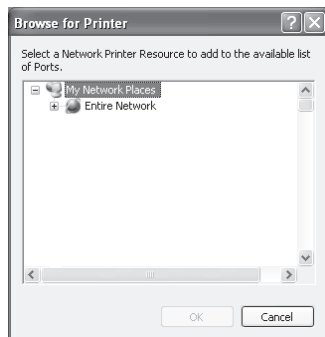 Browse for Printer
Select a Network Printer Resource to add to the available list
of Ports.
My Network Places
Entire Network
OK
Cancel